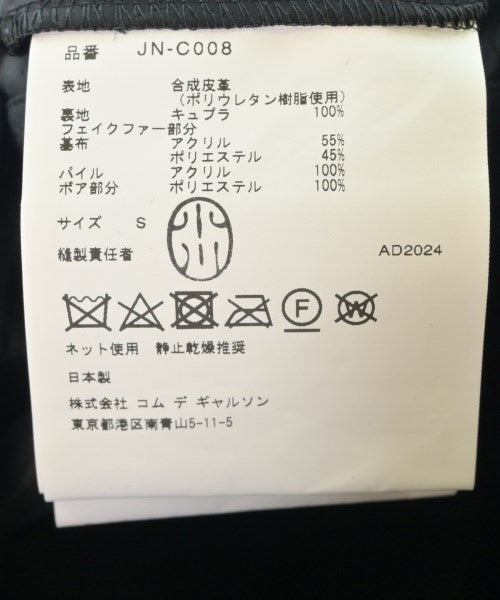 品番 JN-C008
表地 合成皮革
(ポリウレタン樹脂使用)
裏地 キュプラ 100%
フェイクファー部分
基布 アクリル 55%
ポリエステル 45%
パイル アクリル 100%
ボア部分 ポリエステル 100%
サイズ S
縫製責任者 AD2024
F W
ネット使用 静止乾燥推奨
日本製
株式会社 コム デ ギャルソン
東京都港区南青山5-11-5